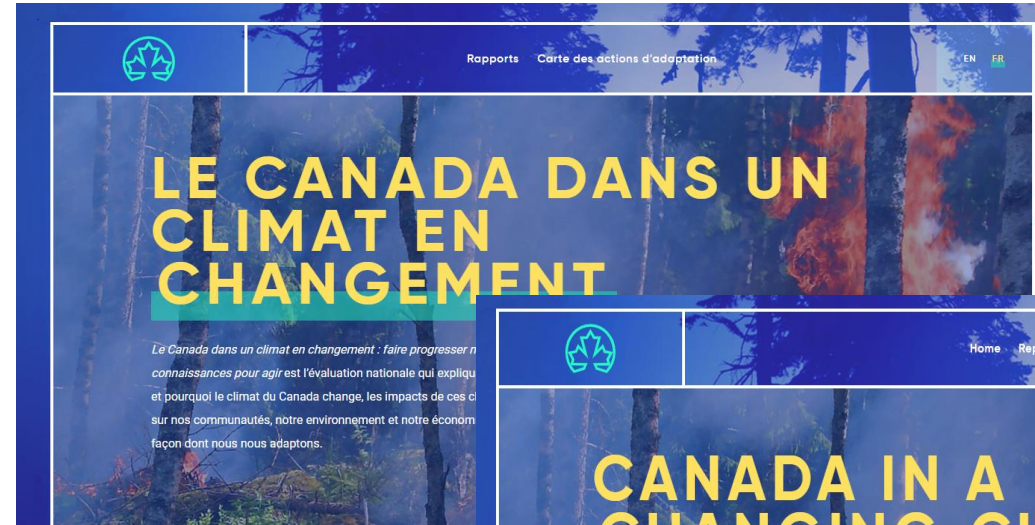 Rapports Carte des actions d'adaptation EN FR
LE CANADA DANS UN
CLIMAT EN
CHANGEMENT
Le Canada dans un climat en changement : faire progresser
connaissances pour agir est l'évaluation nationale qui
et pourquoi le climat du Canada change, les impacts de ces
sur nos communautés, notre environnement et notre
façon dont nous nous adaptons.
Home
CANADA IN A
CHANGING